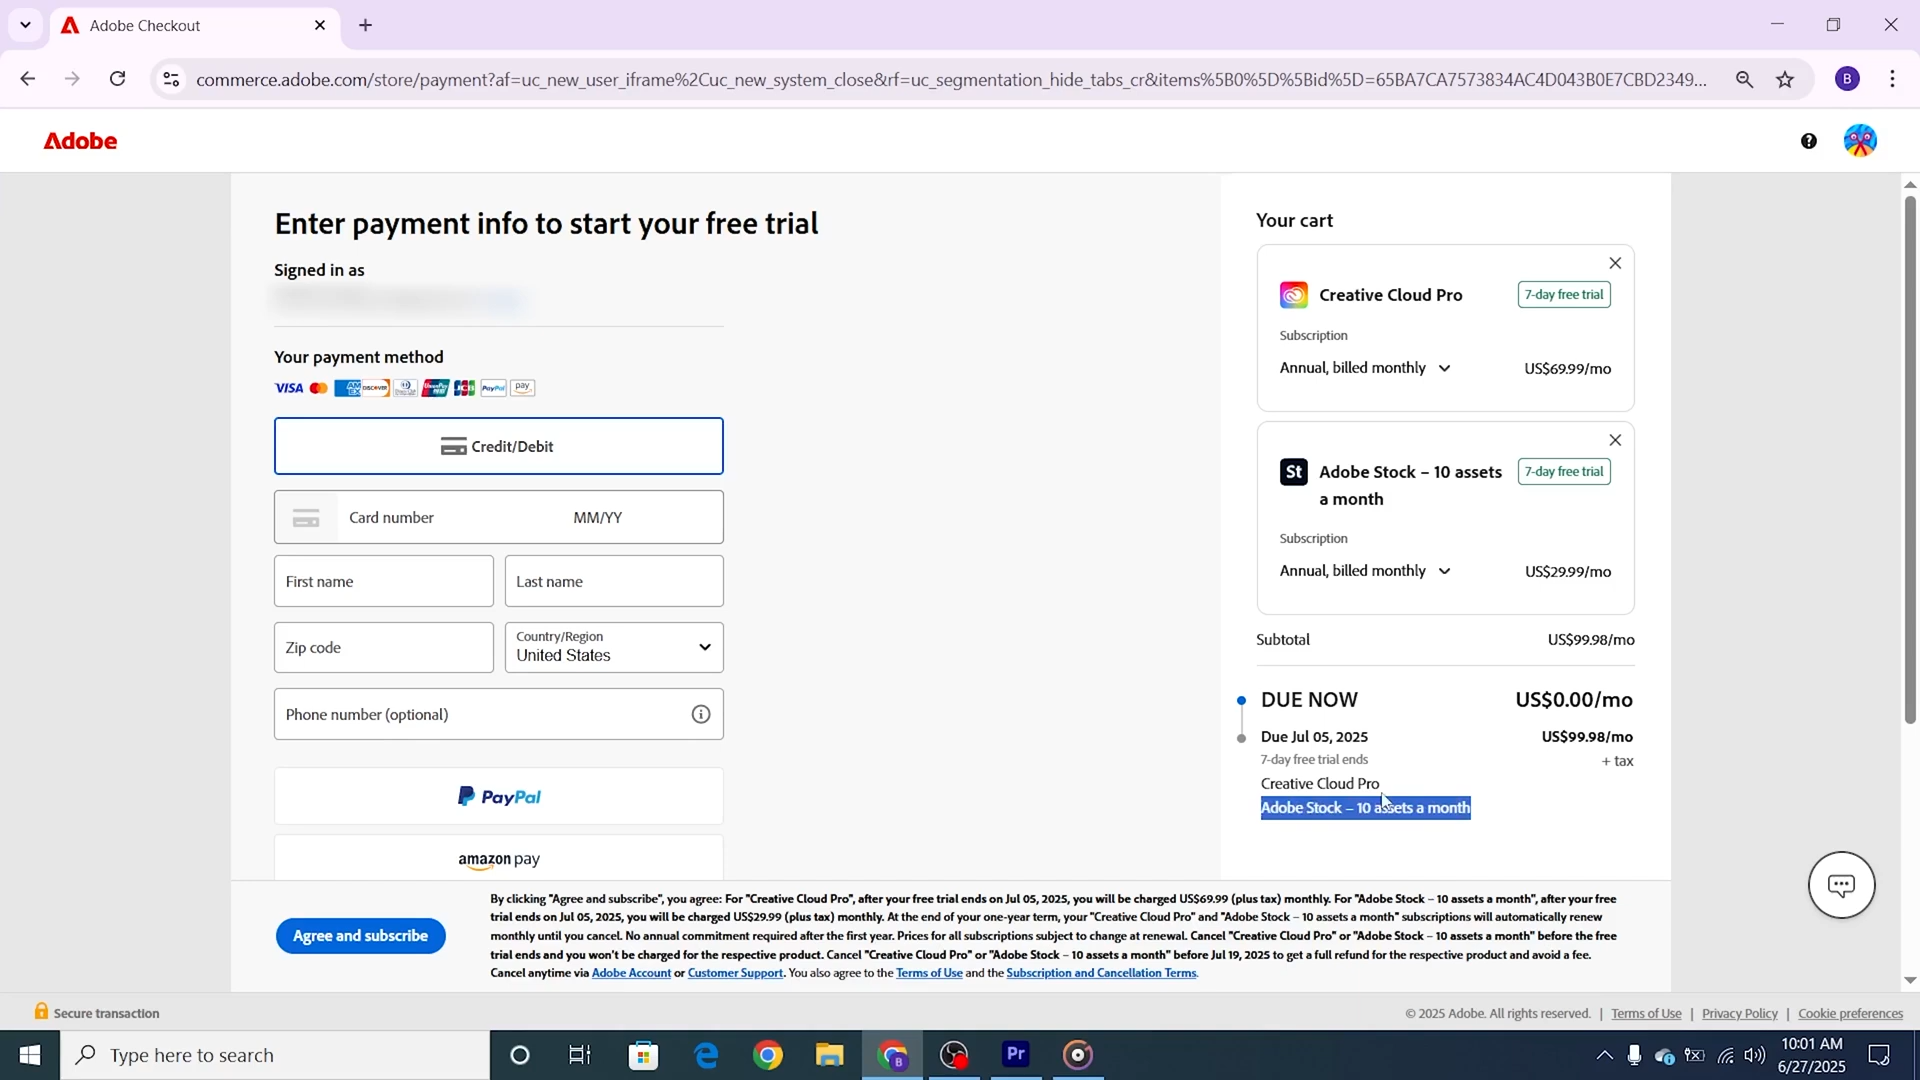 Adobe Checkout
commerce.adobe.com/store/payment?af=uc_new_user_iframe%2Cuc_new_system_close&rf=uc_segmentation_hide_tabs_cr&items%5B0%5D%5Bid%5D=65BA7CA7573834AC4D043B0E7CBD2349...
B
Adobe
Enter payment info to start your free trial
Signed in as
Your payment method
VISA AM EX DISCOVER Diners Club UnionPay JCB PayPal pay
Credit/Debit
Card number MM/YY
First name Last name
Zip code
Country/Region
United States
Phone number (optional)
PayPal
amazon pay
Your cart
Creative Cloud Pro 7-day free trial
Subscription
Annual, billed monthly US$69.99/mo
St Adobe Stock – 10 assets 7-day free trial
a month
Subscription
Annual, billed monthly US$29.99/mo
Subtotal US$99.98/mo
DUE NOW US$0.00/mo
Due Jul 05, 2025 US$99.98/mo
7-day free trial ends + tax
Creative Cloud Pro
Adobe Stock – 10 assets a month
Agree and subscribe
By clicking "Agree and subscribe", you agree: For "Creative Cloud Pro", after your free trial ends on Jul 05, 2025, you will be charged US$69.99 (plus tax) monthly. For "Adobe Stock – 10 assets a month", after your free
trial ends on Jul 05, 2025, you will be charged US$29.99 (plus tax) monthly. At the end of your one-year term, your "Creative Cloud Pro" and "Adobe Stock – 10 assets a month" subscriptions will automatically renew
monthly until you cancel. No annual commitment required after the first year. Prices for all subscriptions subject to change at renewal. Cancel "Creative Cloud Pro" or "Adobe Stock – 10 assets a month" before the free
trial ends and you won't be charged for the respective product. Cancel "Creative Cloud Pro" or "Adobe Stock – 10 assets a month" before Jul 19, 2025 to get a full refund for the respective product and avoid a fee.
Cancel anytime via Adobe Account or Customer Support. You also agree to the Terms of Use and the Subscription and Cancellation Terms.
Secure transaction
© 2025 Adobe. All rights reserved. | Terms of Use | Privacy Policy | Cookie preferences
Type here to search
B
Pr
10:01 AM
6/27/2025